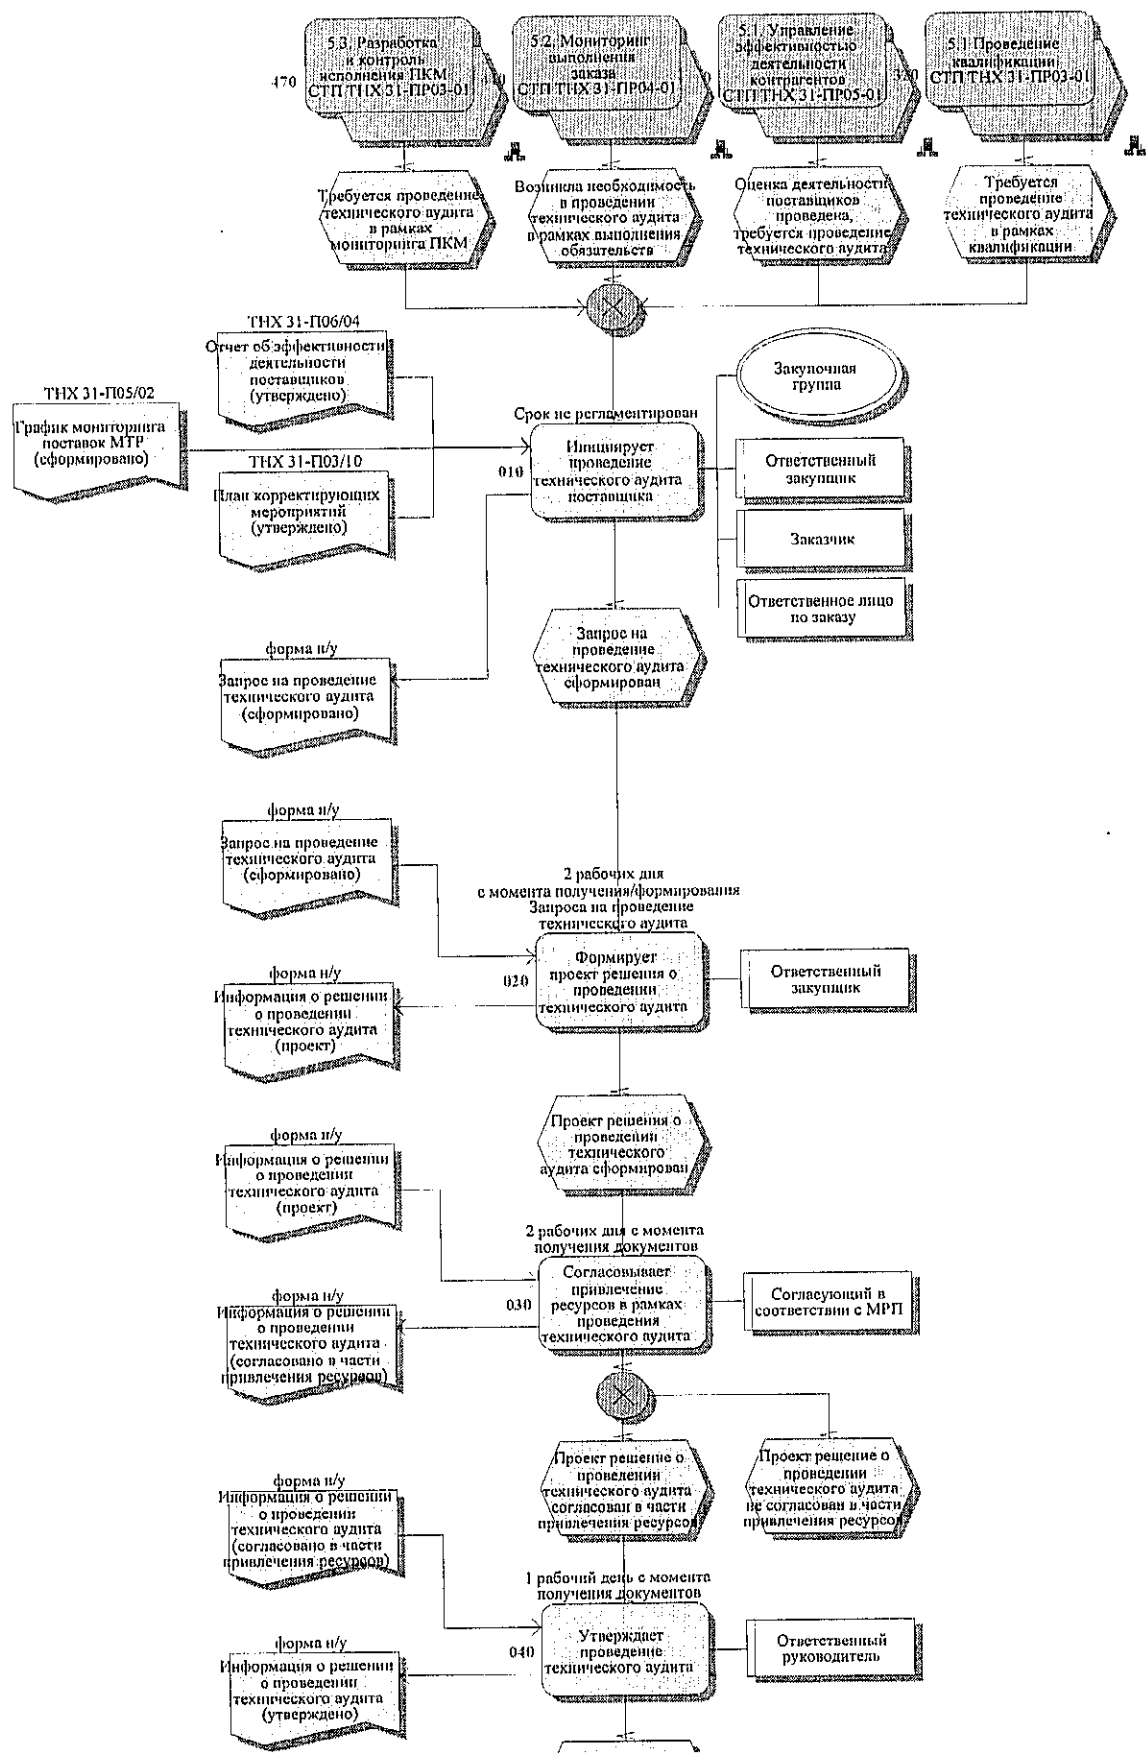 5.3. Разработка
и контроль
исполнения ПКМ
СТП ТНХ 31-ПР03-01
470
5.2. Мониторинг
выполнения
заказа
СТП ТНХ 31-ПР04-01
5.1. Управление
эффективностью
деятельности
контрагентов
СТП ТНХ 31-ПР05-01
5.1 Проведение
квалификации
СТП ТНХ 31-ПР03-01
Требуется проведение
технического аудита
в рамках
мониторинга ПКМ
Возникла необходимость
в проведении
технического аудита
в рамках выполнения
обязательств
Оценка деятельности
поставщиков
проведена,
требуется проведение
технического аудита
Требуется
проведение
технического аудита
в рамках
квалификации
ТНХ 31-П06/04
Отчет об эффективности
деятельности
поставщиков
(утверждено)
ТНХ 31-П05/02
График мониторинга
поставок МТР
(сформировано)
ТНХ 31-П03/10
План корректирующих
мероприятий
(утверждено)
Срок не регламентирован
010
Инициирует
проведение
технического аудита
поставщика
Закупочная
группа
Ответственный
закупщик
Заказчик
Ответственное лицо
по заказу
форма н/у
Запрос на проведение
технического аудита
(сформировано)
Запрос на
проведение
технического аудита
сформирован
форма н/у
Запрос на проведение
технического аудита
(сформировано)
2 рабочих дня
с момента получения/формирования
Запроса на проведение
технического аудита
020
Формирует
проект решения о
проведении
технического аудита
Ответственный
закупщик
форма н/у
Информация о решении
о проведении
технического аудита
(проект)
Проект решения о
проведении
технического
аудита сформирован
форма н/у
Информация о решении
о проведении
технического аудита
(проект)
2 рабочих дня с момента
получения документов
030
Согласовывает
привлечение
ресурсов в рамках
проведения
технического аудита
Согласующий в
соответствии с МРП
форма н/у
Информация о решении
о проведении
технического аудита
(согласовано в части
привлечения ресурсов)
Проект решение о
проведении
технического аудита
согласован в части
привлечения ресурсов
Проект решение о
проведении
технического аудита
не согласован в части
привлечения ресурсов
форма н/у
Информация о решении
о проведении
технического аудита
(согласовано в части
привлечения ресурсов)
1 рабочий день с момента
получения документов
040
Утверждает
проведение
технического аудита
Ответственный
руководитель
форма н/у
Информация о решении
о проведении
технического аудита
(утверждено)